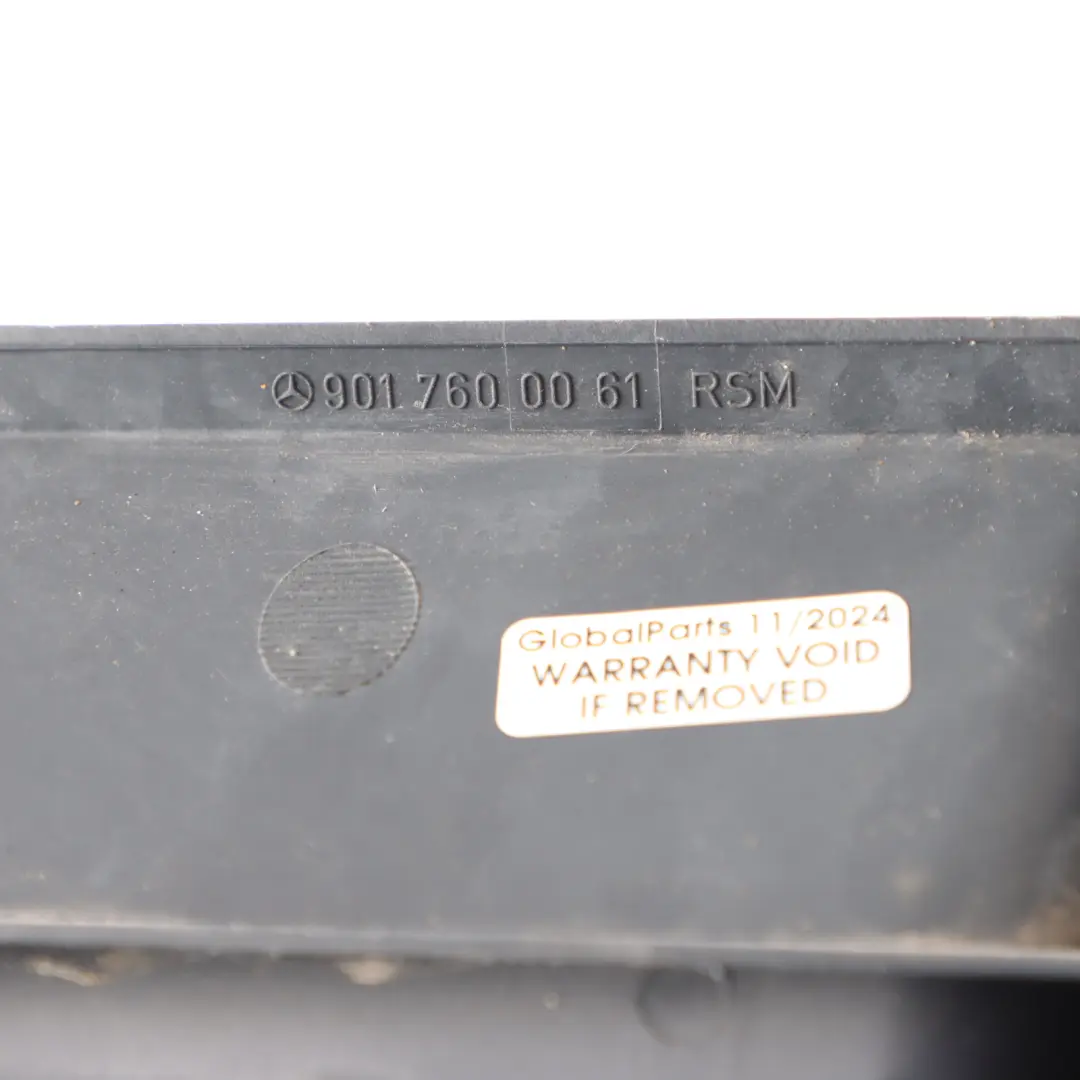 901 760 00 61 RSM
GlobalParts 11/2024
WARRANTY VOID
IF REMOVED